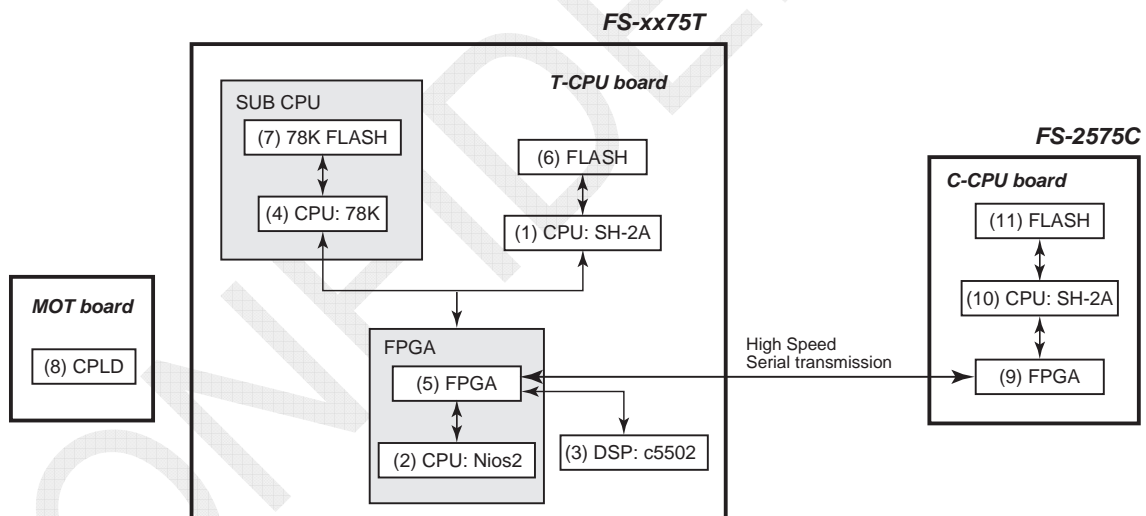 FS-xx75T
T-CPU board
SUB CPU
(7) 78K FLASH
(4) CPU: 78K
(6) FLASH
(1) CPU: SH-2A
FS-2575C
C-CPU board
(11) FLASH
(10) CPU: SH-2A
(9) FPGA
MOT board
(8) CPLD
FPGA
(5) FPGA
(2) CPU: Nios2
(3) DSP: c5502
High Speed
Serial transmission